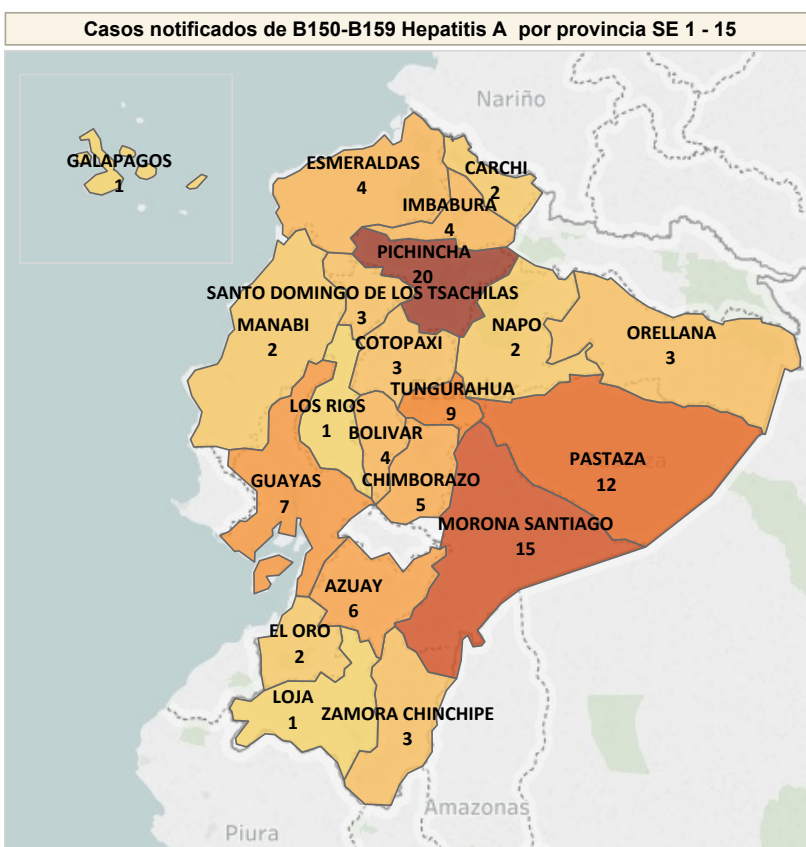 Casos notificados de B150-B159 Hepatitis A por provincia SE 1 - 15
Nariño
GALAPAGOS
1
ESMERALDAS
4
CARCHI
2
IMBABURA
4
PICHINCHA
20
SANTO DOMINGO DE LOS TSACHILAS
3
MANABI
2
COTOPAXI
3
NAPO
2
ORELLANA
3
TUNGURAHUA
9
LOS RIOS
1
BOLIVAR
4
PASTAZA
12
GUAYAS
7
CHIMBORAZO
5
MORONA SANTIAGO
15
AZUAY
6
EL ORO
2
LOJA
1
ZAMORA CHINCHIPE
3
Amazonas
Piura